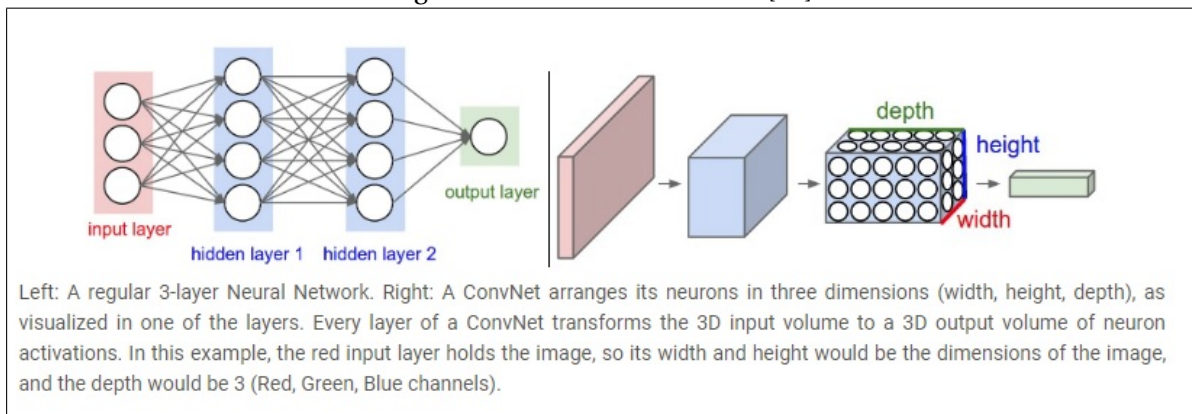 input layer
hidden layer 1
hidden layer 2
output layer
depth
height
width
Left: A regular 3-layer Neural Network. Right: A ConvNet arranges its neurons in three dimensions (width, height, depth), as
visualized in one of the layers. Every layer of a ConvNet transforms the 3D input volume to a 3D output volume of neuron
activations. In this example, the red input layer holds the image, so its width and height would be the dimensions of the image,
and the depth would be 3 (Red, Green, Blue channels).